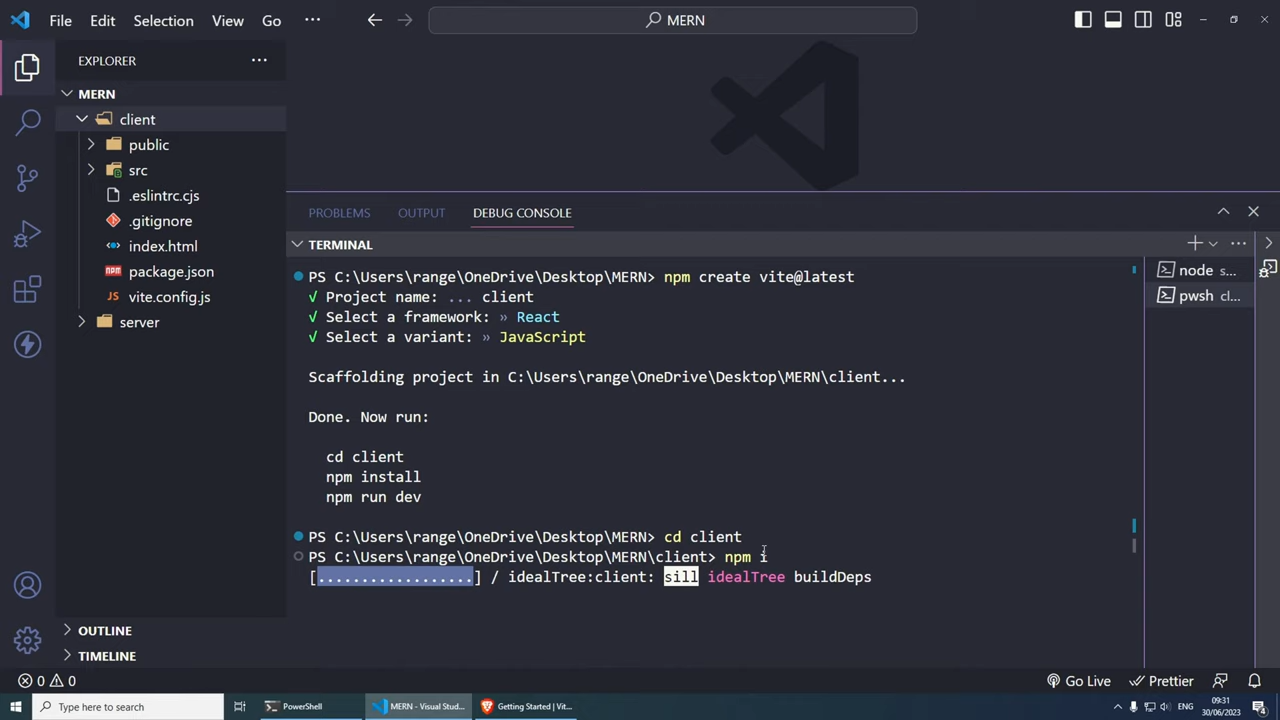 File Edit Selection View Go ··· MERN
EXPLORER ···
MERN
client
public
src
.eslintrc.cjs
.gitignore
index.html
package.json
JS vite.config.js
server
OUTLINE
TIMELINE
PROBLEMS OUTPUT DEBUG CONSOLE
TERMINAL
PS C:\Users\range\OneDrive\Desktop\MERN> npm create vite@latest
√ Project name: ... client
√ Select a framework: » React
√ Select a variant: » JavaScript
Scaffolding project in C:\Users\range\OneDrive\Desktop\MERN\client...
Done. Now run:
cd client
npm install
npm run dev
PS C:\Users\range\OneDrive\Desktop\MERN> cd client
PS C:\Users\range\OneDrive\Desktop\MERN\client> npm i
[..................] / idealTree:client: sill idealTree buildDeps
node s...
pwsh cl...
0 0 Go Live Prettier
Type here to search PowerShell MERN - Visual Stud... Getting Started | Vit... ENG 09:31
30/06/2023 4